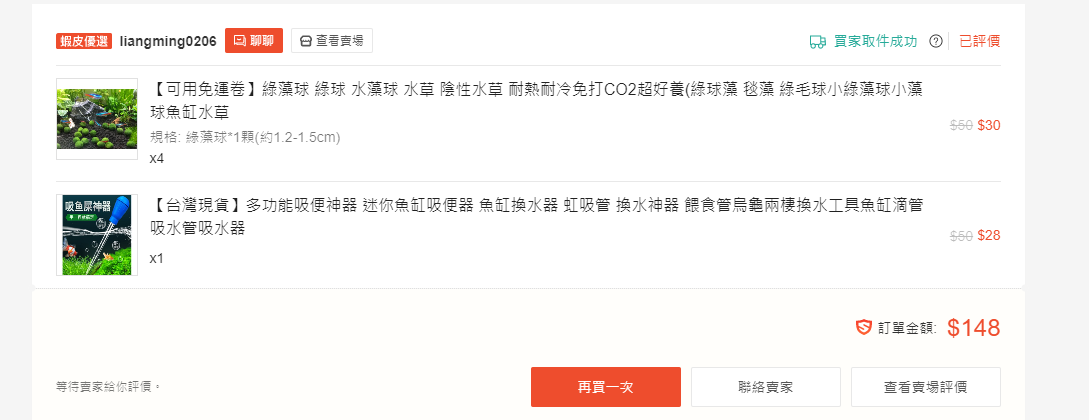 蝦皮優選 liangming0206 聊聊 查看賣場 買家取件成功 ? 已評價
【可用免運卷】綠藻球 綠球 水藻球 水草 陰性水草 耐熱耐冷免打CO2超好養(綠球藻 毯藻 綠毛球小綠藻球小藻
球魚缸水草
規格: 綠藻球*1顆(約1.2-1.5cm)
x4
$50 $30
吸鱼屎神器
【台灣現貨】多功能吸便神器 迷你魚缸吸便器 魚缸換水器 虹吸管 換水神器 餵食管烏龜兩棲換水工具魚缸滴管
吸水管吸水器
x1
$50 $28
訂單金額: $148
等待賣家給你評價。
再買一次 聯絡賣家 查看賣場評價